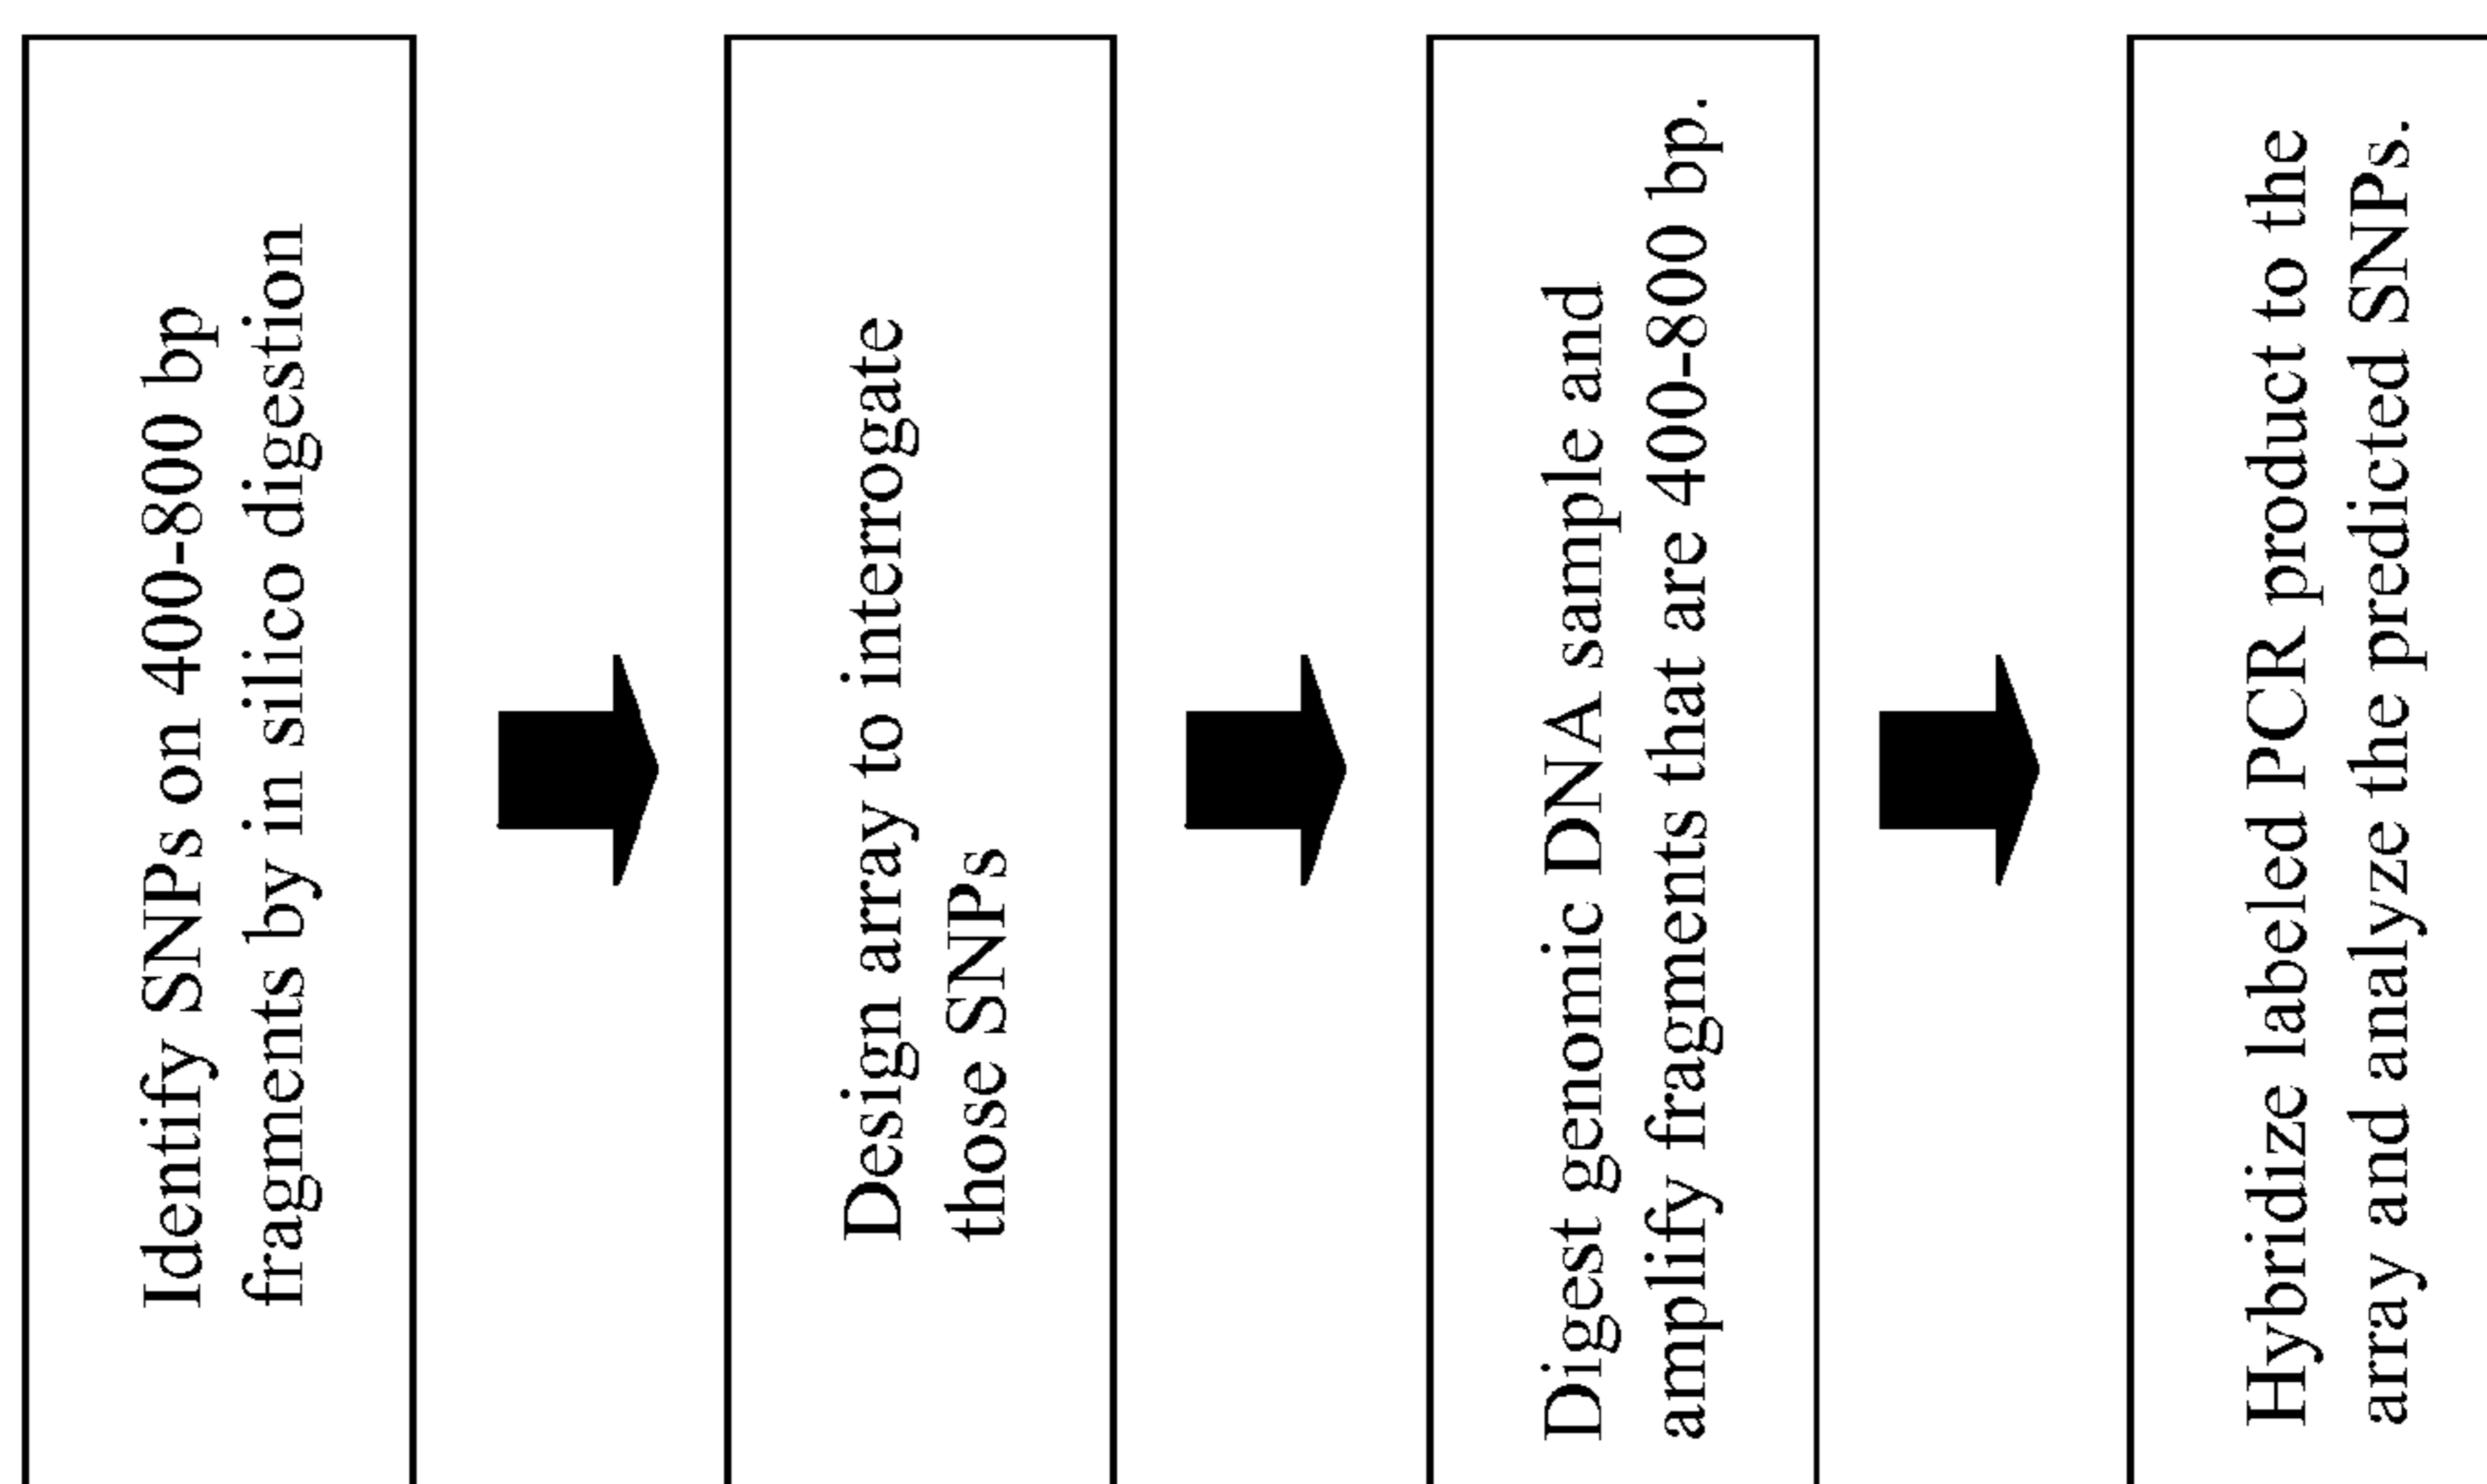 Identify SNPs on 400-800 bp
fragments by in silico digestion
Design array to interrogate
those SNPs
Digest genomic DNA sample and
amplify fragments that are 400-800 bp.
Hybridize labeled PCR product to the
array and analyze the predicted SNPs.